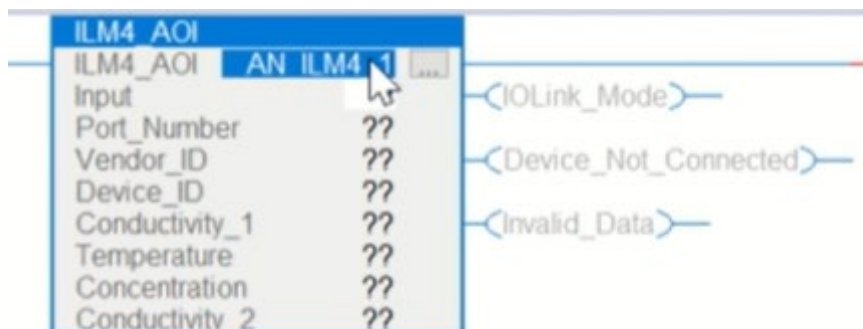 ILM4_AOI
ILM4_AOI AN_ILM4_1 ...
Input
IOLink_Mode
Port_Number ??
Vendor_ID ??
Device_Not_Connected
Device_ID ??
Conductivity_1 ??
Invalid_Data
Temperature ??
Concentration ??
Conductivity_2 ??